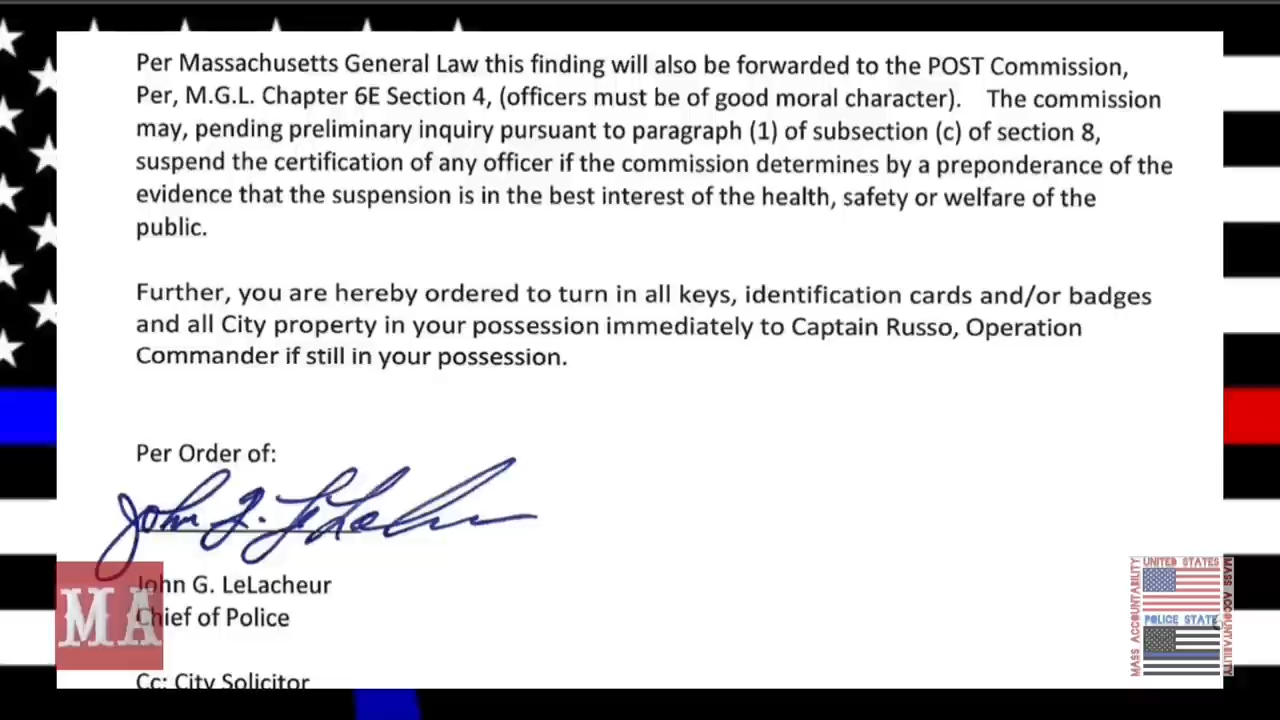 Per Massachusetts General Law this finding will also be forwarded to the POST Commission,
Per, M.G.L. Chapter 6E Section 4, (officers must be of good moral character). The commission
may, pending preliminary inquiry pursuant to paragraph (1) of subsection (c) of section 8,
suspend the certification of any officer if the commission determines by a preponderance of the
evidence that the suspension is in the best interest of the health, safety or welfare of the
public.
Further, you are hereby ordered to turn in all keys, identification cards and/or badges
and all City property in your possession immediately to Captain Russo, Operation
Commander if still in your possession.
Per Order of:
John G. LeLacheur
John G. LeLacheur
Chief of Police
Cc: City Solicitor
MA
UNITED STATES
POLICE STATE
MASS ACCOUNTABILITY
MASS ACCOUNTABILITY